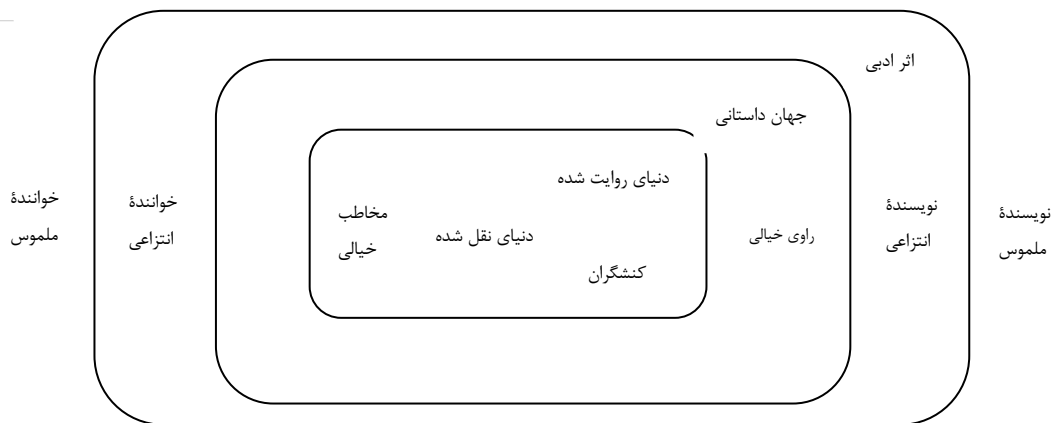 اثر ادبی
جهان داستانی
دنیای روایت شده
نویسندهٔ
ملموس
نویسندهٔ
انتزاعی
راوی خیالی
دنیای نقل شده
کنشگران
مخاطب
خیالی
خوانندهٔ
انتزاعی
خوانندهٔ
ملموس